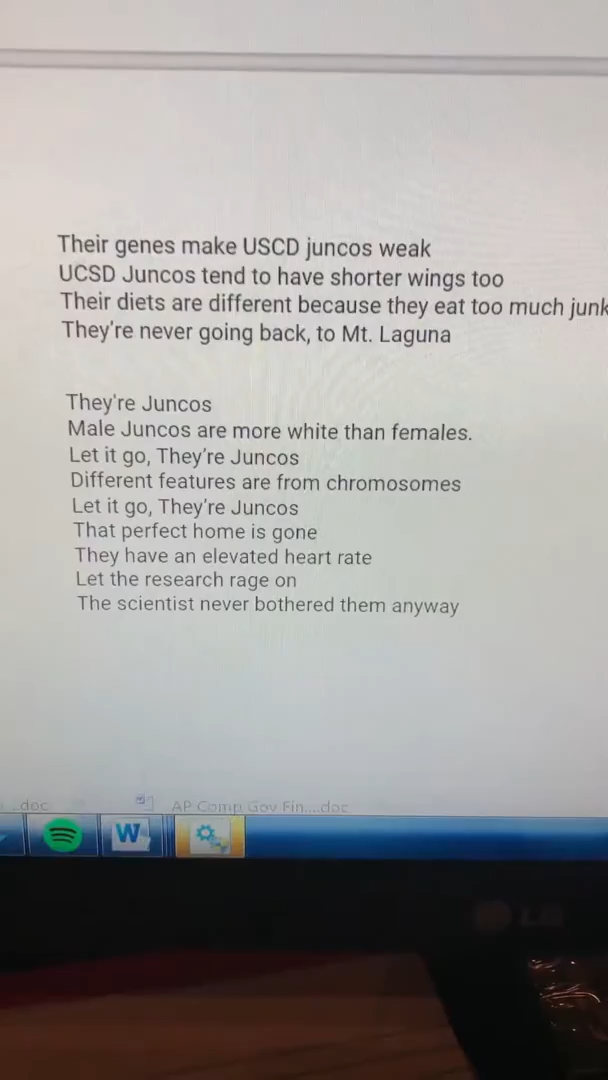 Their genes make USCD juncos weak
UCSD Juncos tend to have shorter wings too
Their diets are different because they eat too much junk
They're never going back, to Mt. Laguna
They're Juncos
Male Juncos are more white than females.
Let it go, They're Juncos
Different features are from chromosomes
Let it go, They're Juncos
That perfect home is gone
They have an elevated heart rate
Let the research rage on
The scientist never bothered them anyway
...doc
AP Comp Gov Fin....doc
W
LG